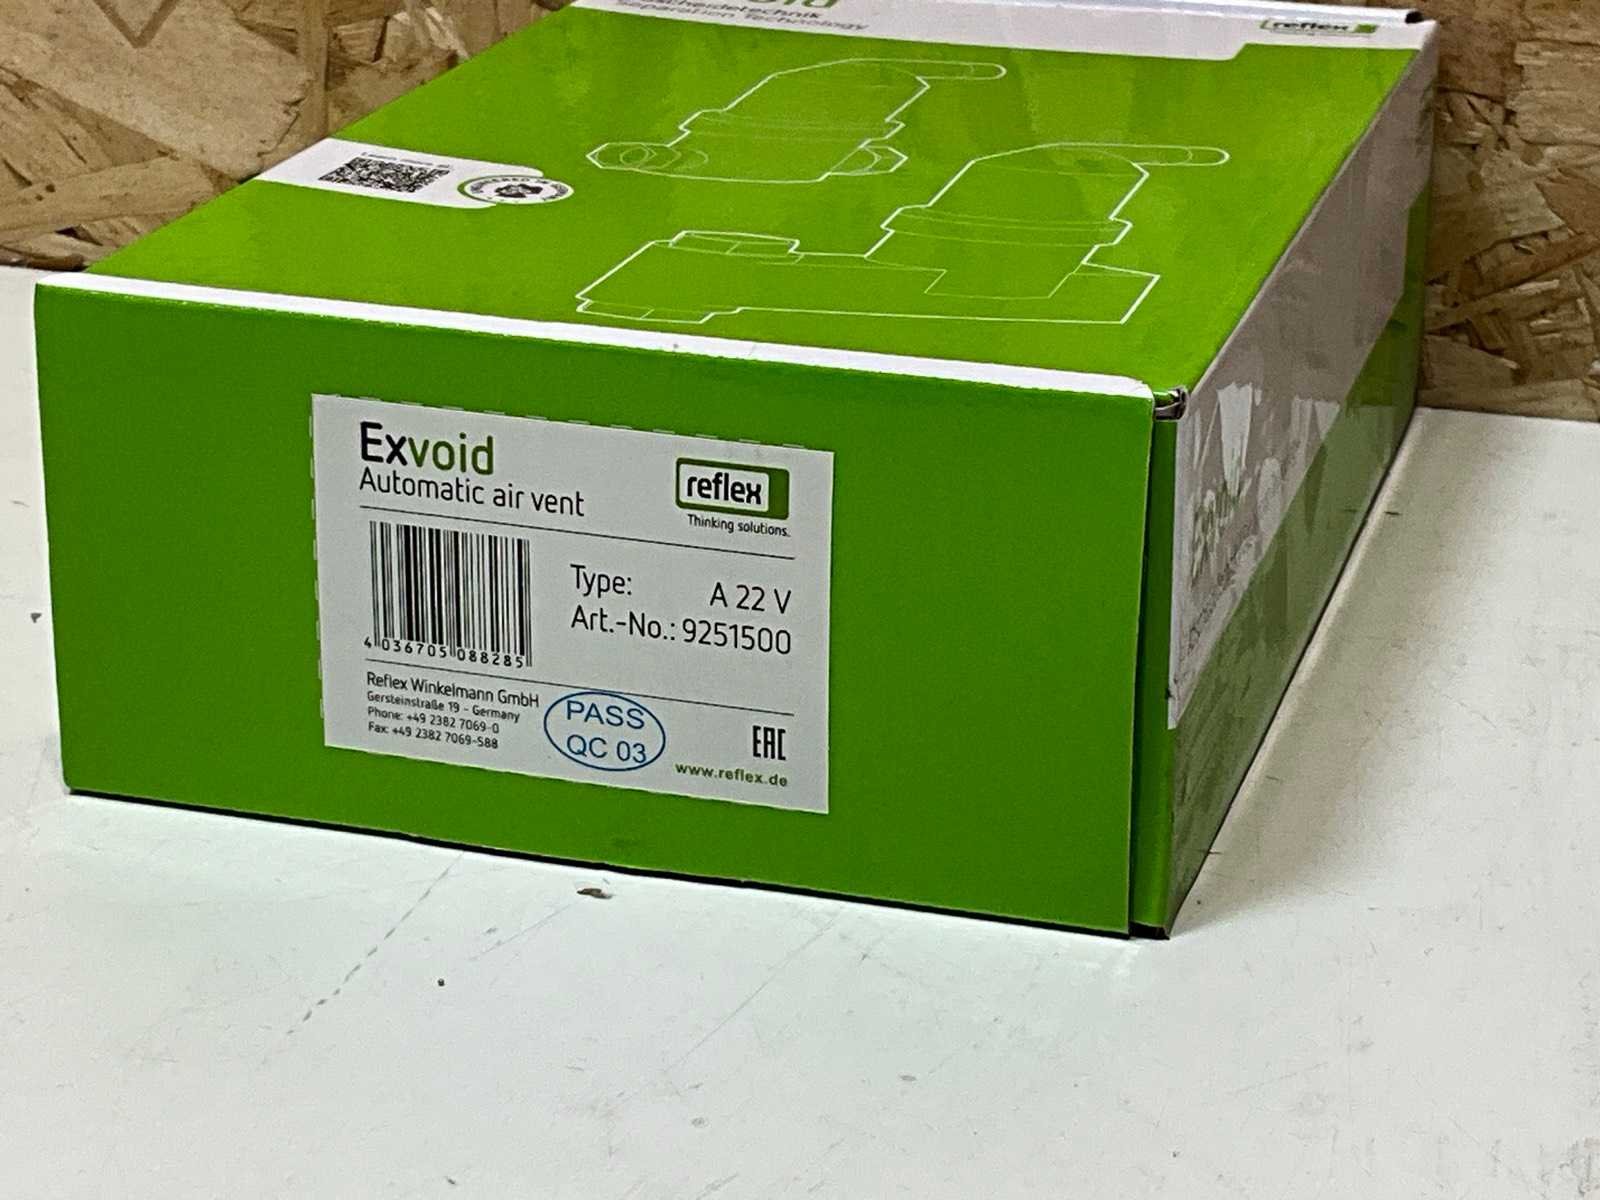 Separation Technology
reflex
Exvoid
Automatic air vent
reflex
Thinking solutions.
Type: A 22 V
Art.-No.: 9251500
4 036705 088285
Reflex Winkelmann GmbH
Gersteinstraße 19 - Germany
Phone: +49 2382 7069-0
Fax: +49 2382 7069-588
PASS
QC 03
EAC
www.reflex.de